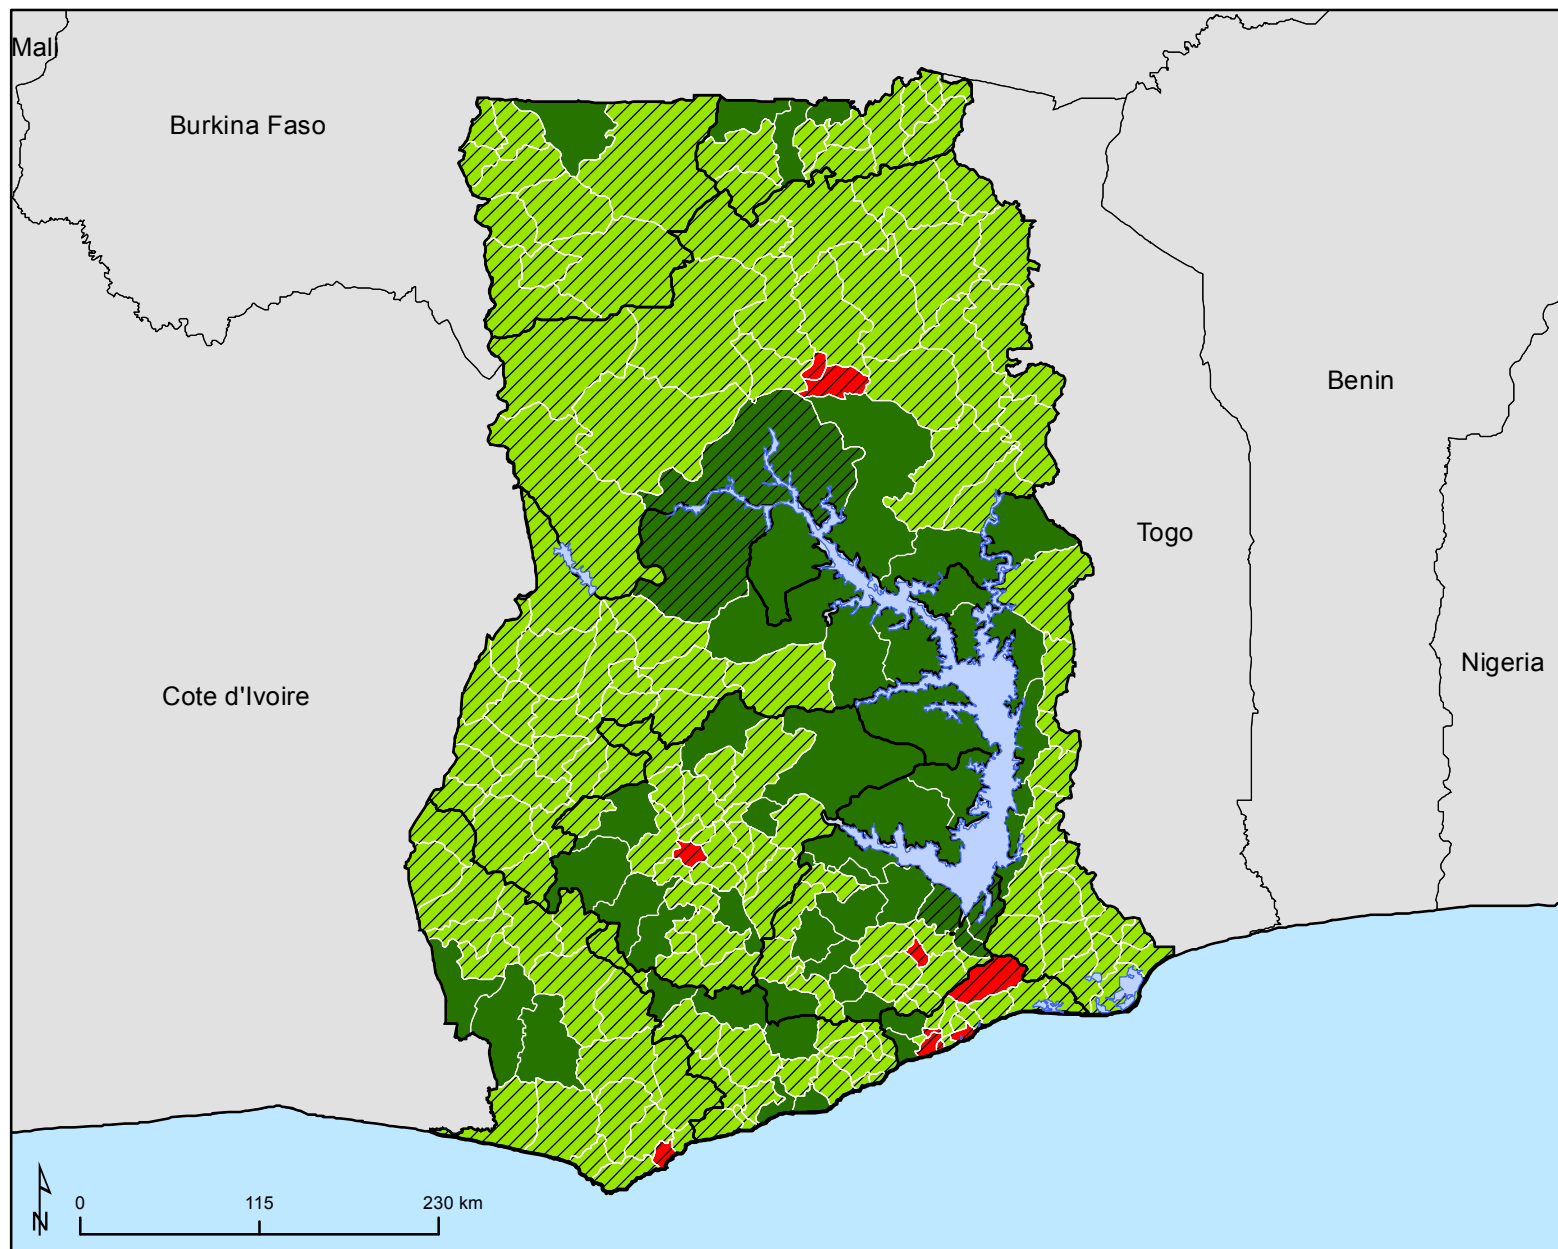 Mali
Burkina Faso
Benin
Togo
Nigeria
Cote d'Ivoire
0
115
230 km
N